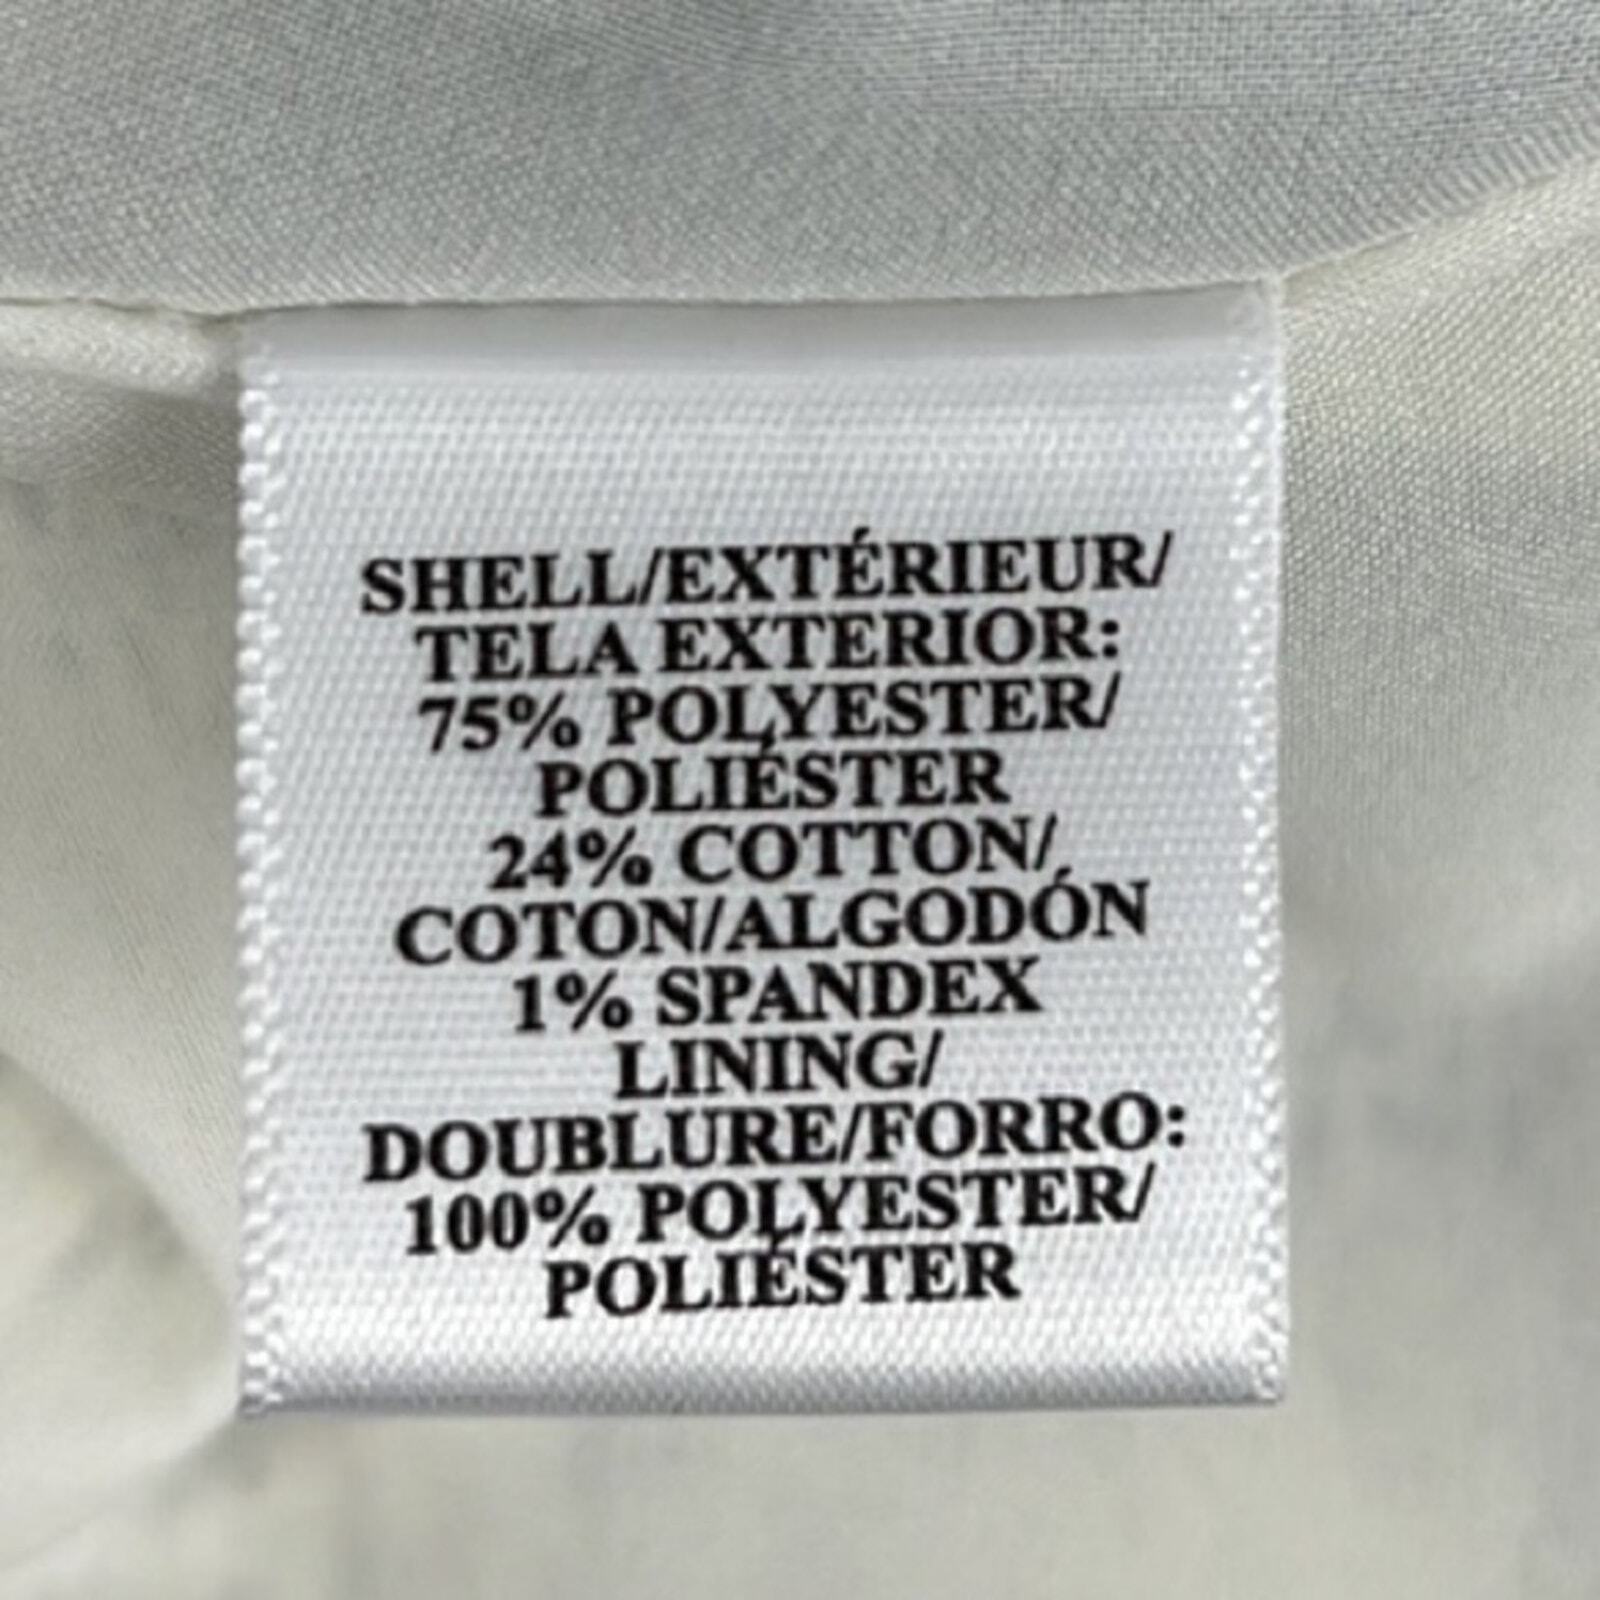 SHELL/EXTÉRIEUR/
TELA EXTERIOR:
75% POLYESTER/
POLIÉSTER
24% COTTON/
COTON/ALGODÓN
1% SPANDEX
LINING/
DOUBLURE/FORRO:
100% POLYESTER/
POLIÉSTER